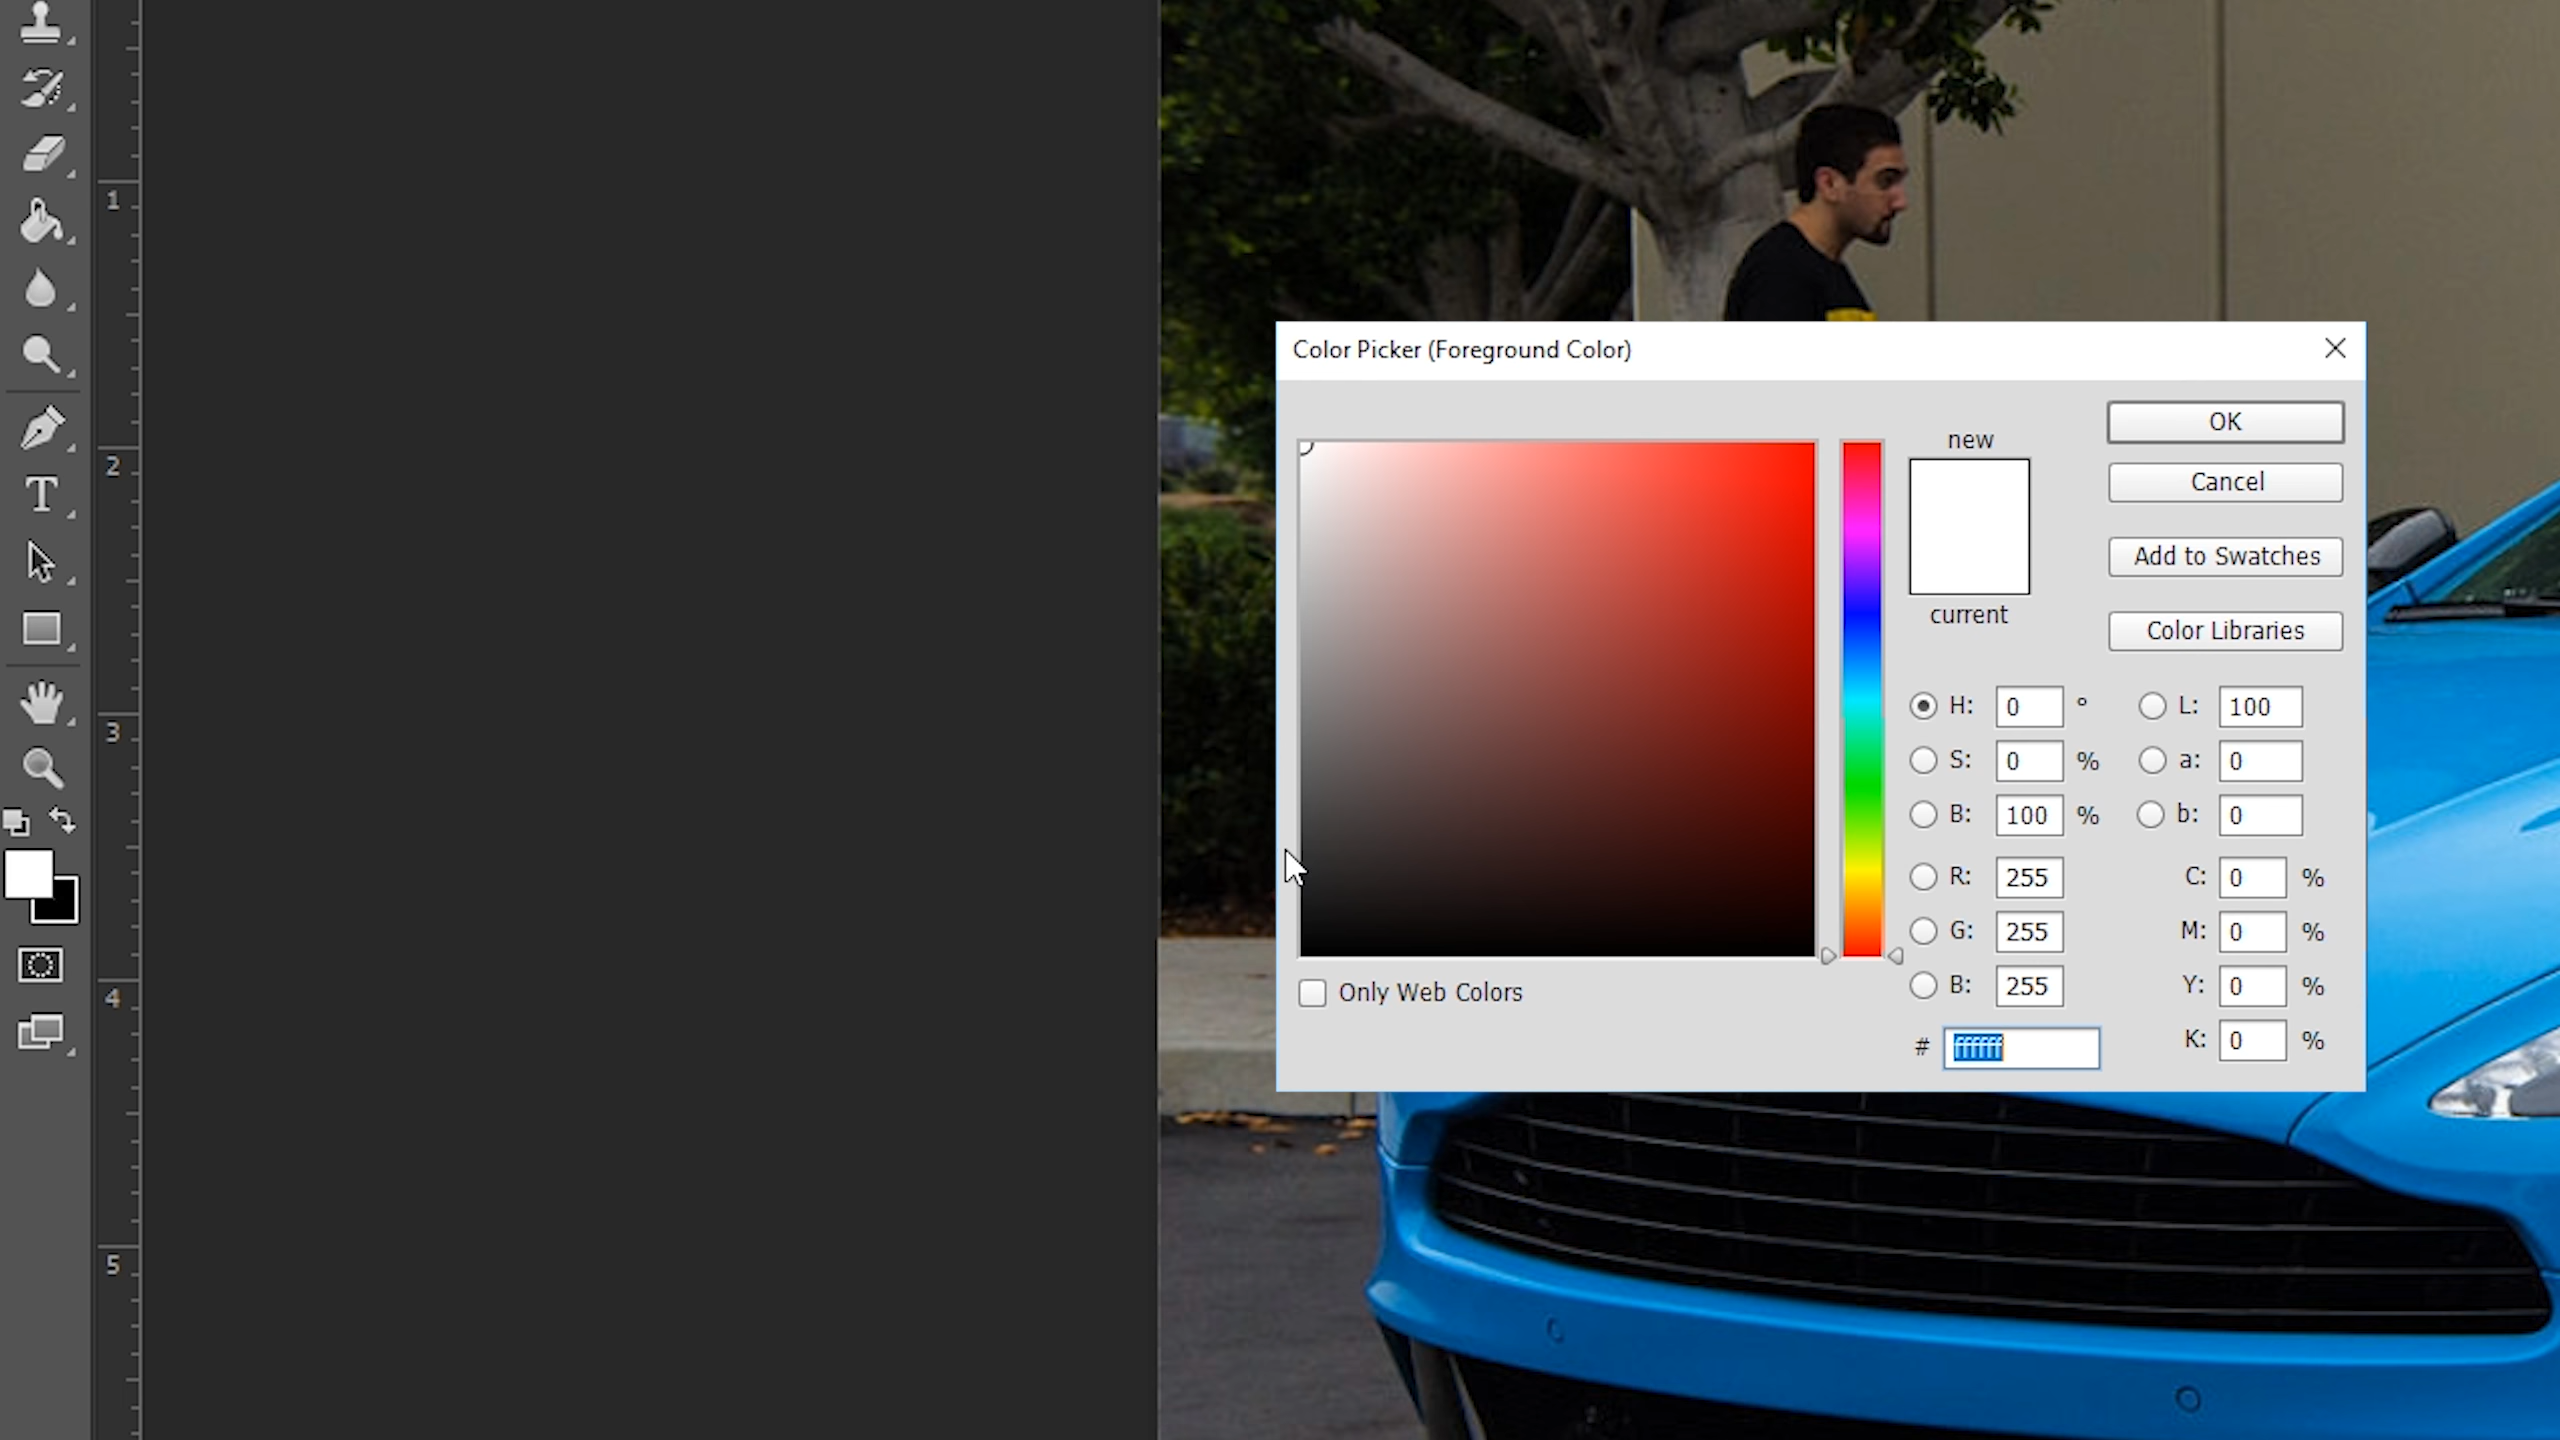 1
2
3
4
5
Color Picker (Foreground Color)
OK
new
Cancel
Add to Swatches
current
Color Libraries
H: 0 ° L: 100
S: 0 % a: 0
B: 100 % b: 0
R: 255 C: 0 %
G: 255 M: 0 %
B: 255 Y: 0 %
Only Web Colors
# ffffff K: 0 %